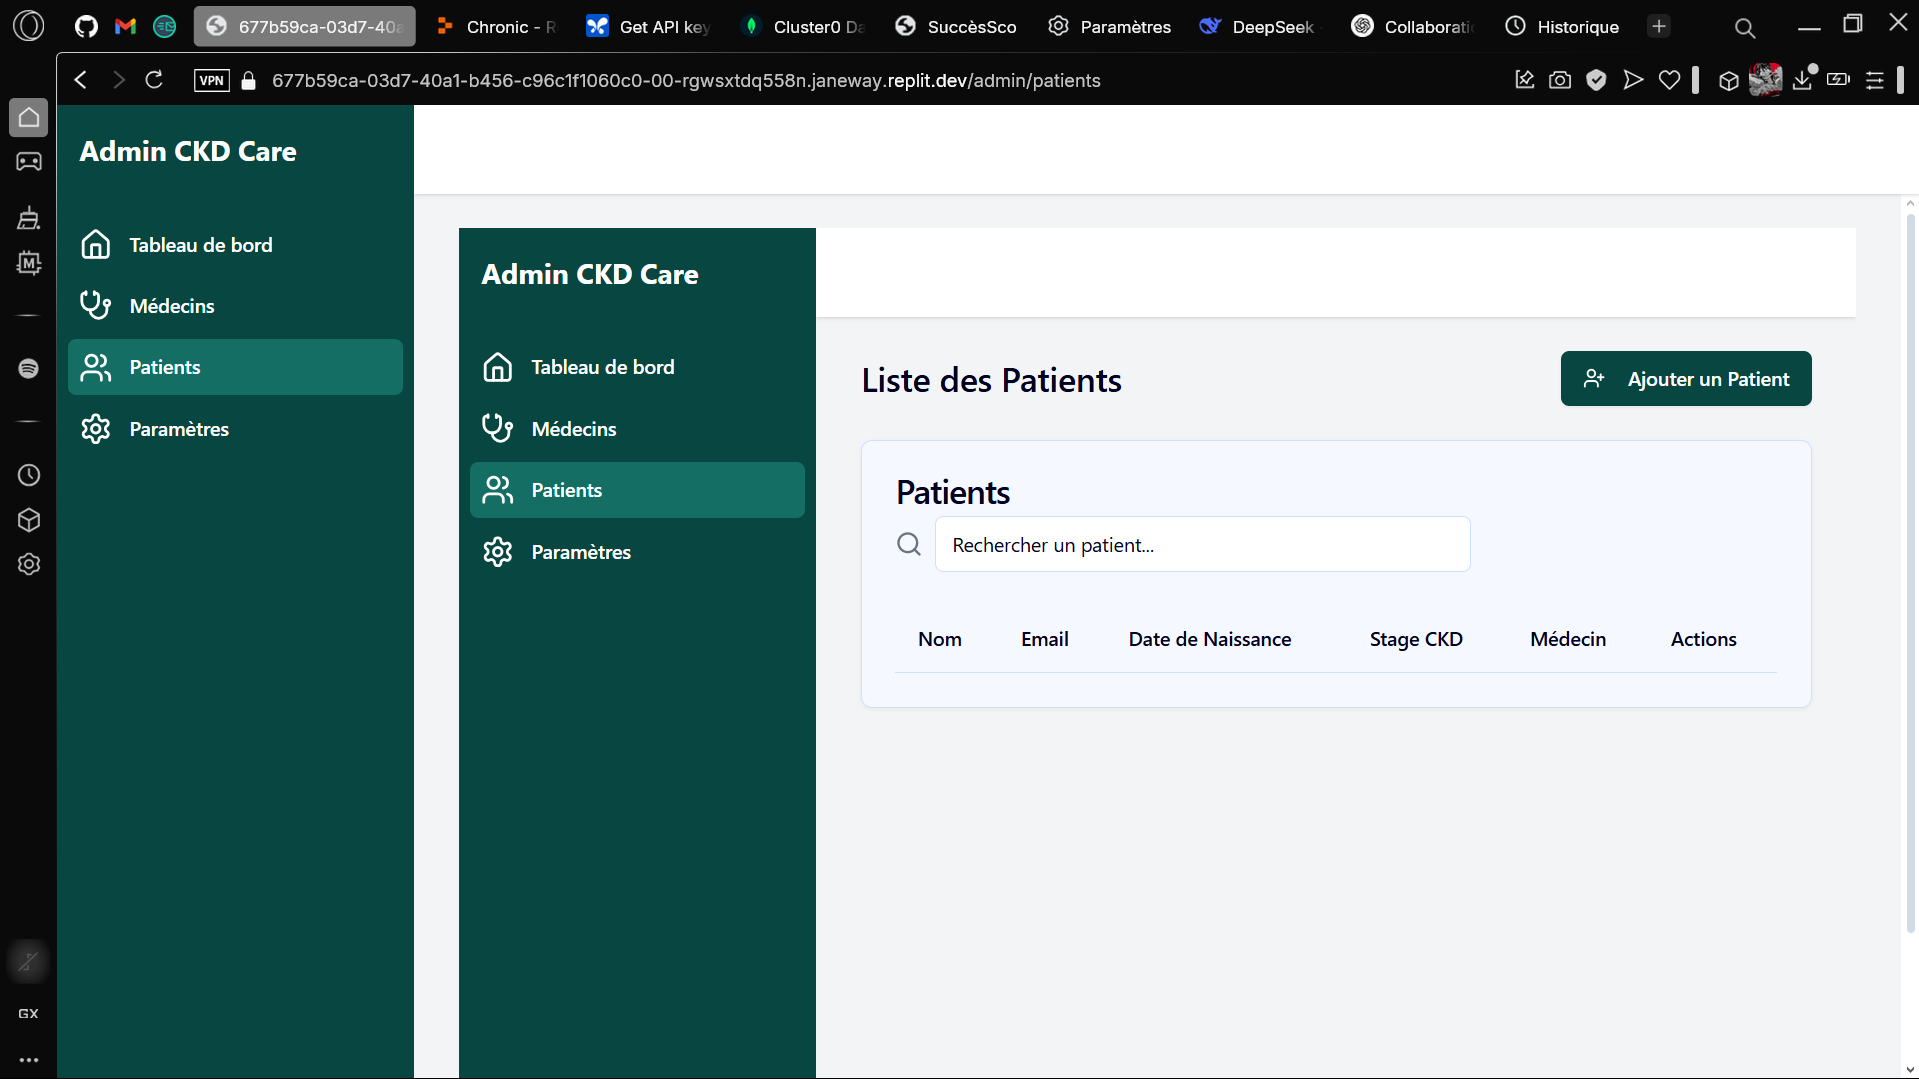 677b59ca-03d7-40a
Chronic - R
Get API key
Cluster0 Da
SuccèsSco
Paramètres
DeepSeek
Collaborati
Historique
VPN
677b59ca-03d7-40a1-b456-c96c1f1060c0-00-rgwsxtdq558n.janeway.replit.dev/admin/patients
Admin CKD Care
Tableau de bord
Médecins
Patients
Paramètres
Admin CKD Care
Tableau de bord
Médecins
Patients
Paramètres
Liste des Patients
Ajouter un Patient
Patients
Rechercher un patient...
Nom Email Date de Naissance Stage CKD Médecin Actions
M
GX